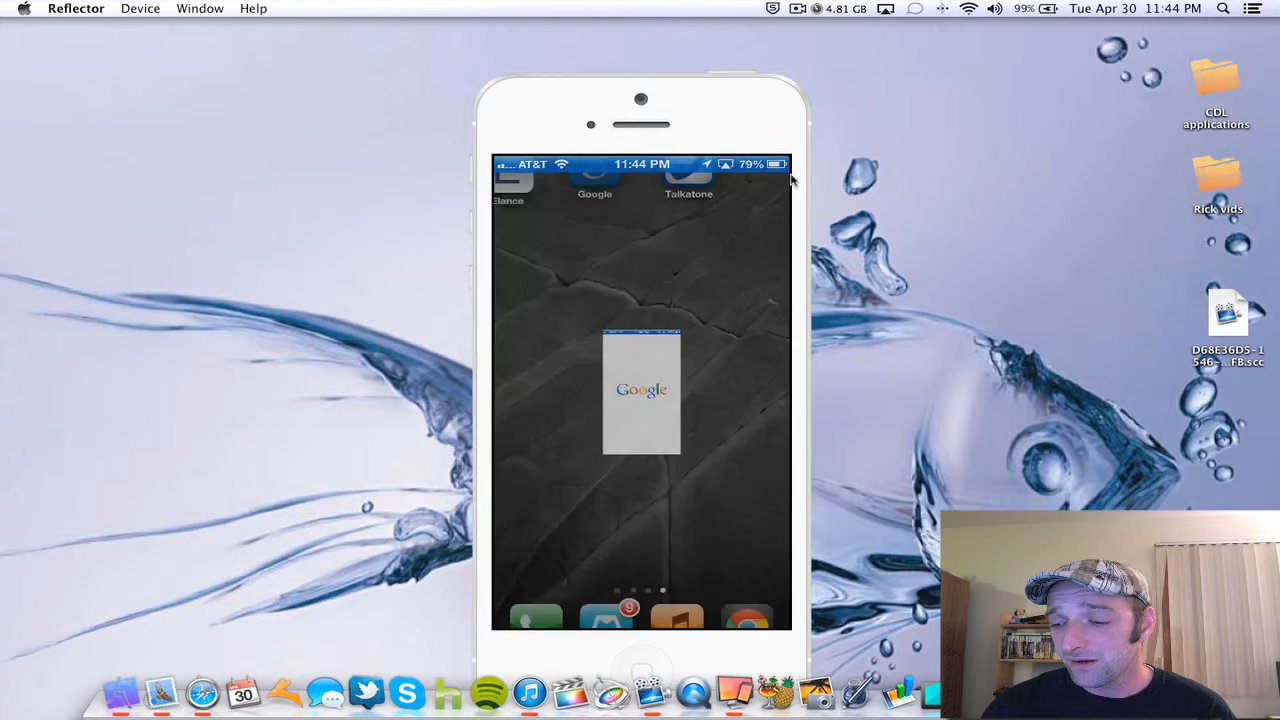 Reflector Device Window Help
4.81 GB 99% Tue Apr 30 11:44 PM
CDL
applications
AT&T 11:44 PM 79%
Elance Google Talkatone
Rick vids
D68E36D5-1
546-...FB.scc
Google
9
30